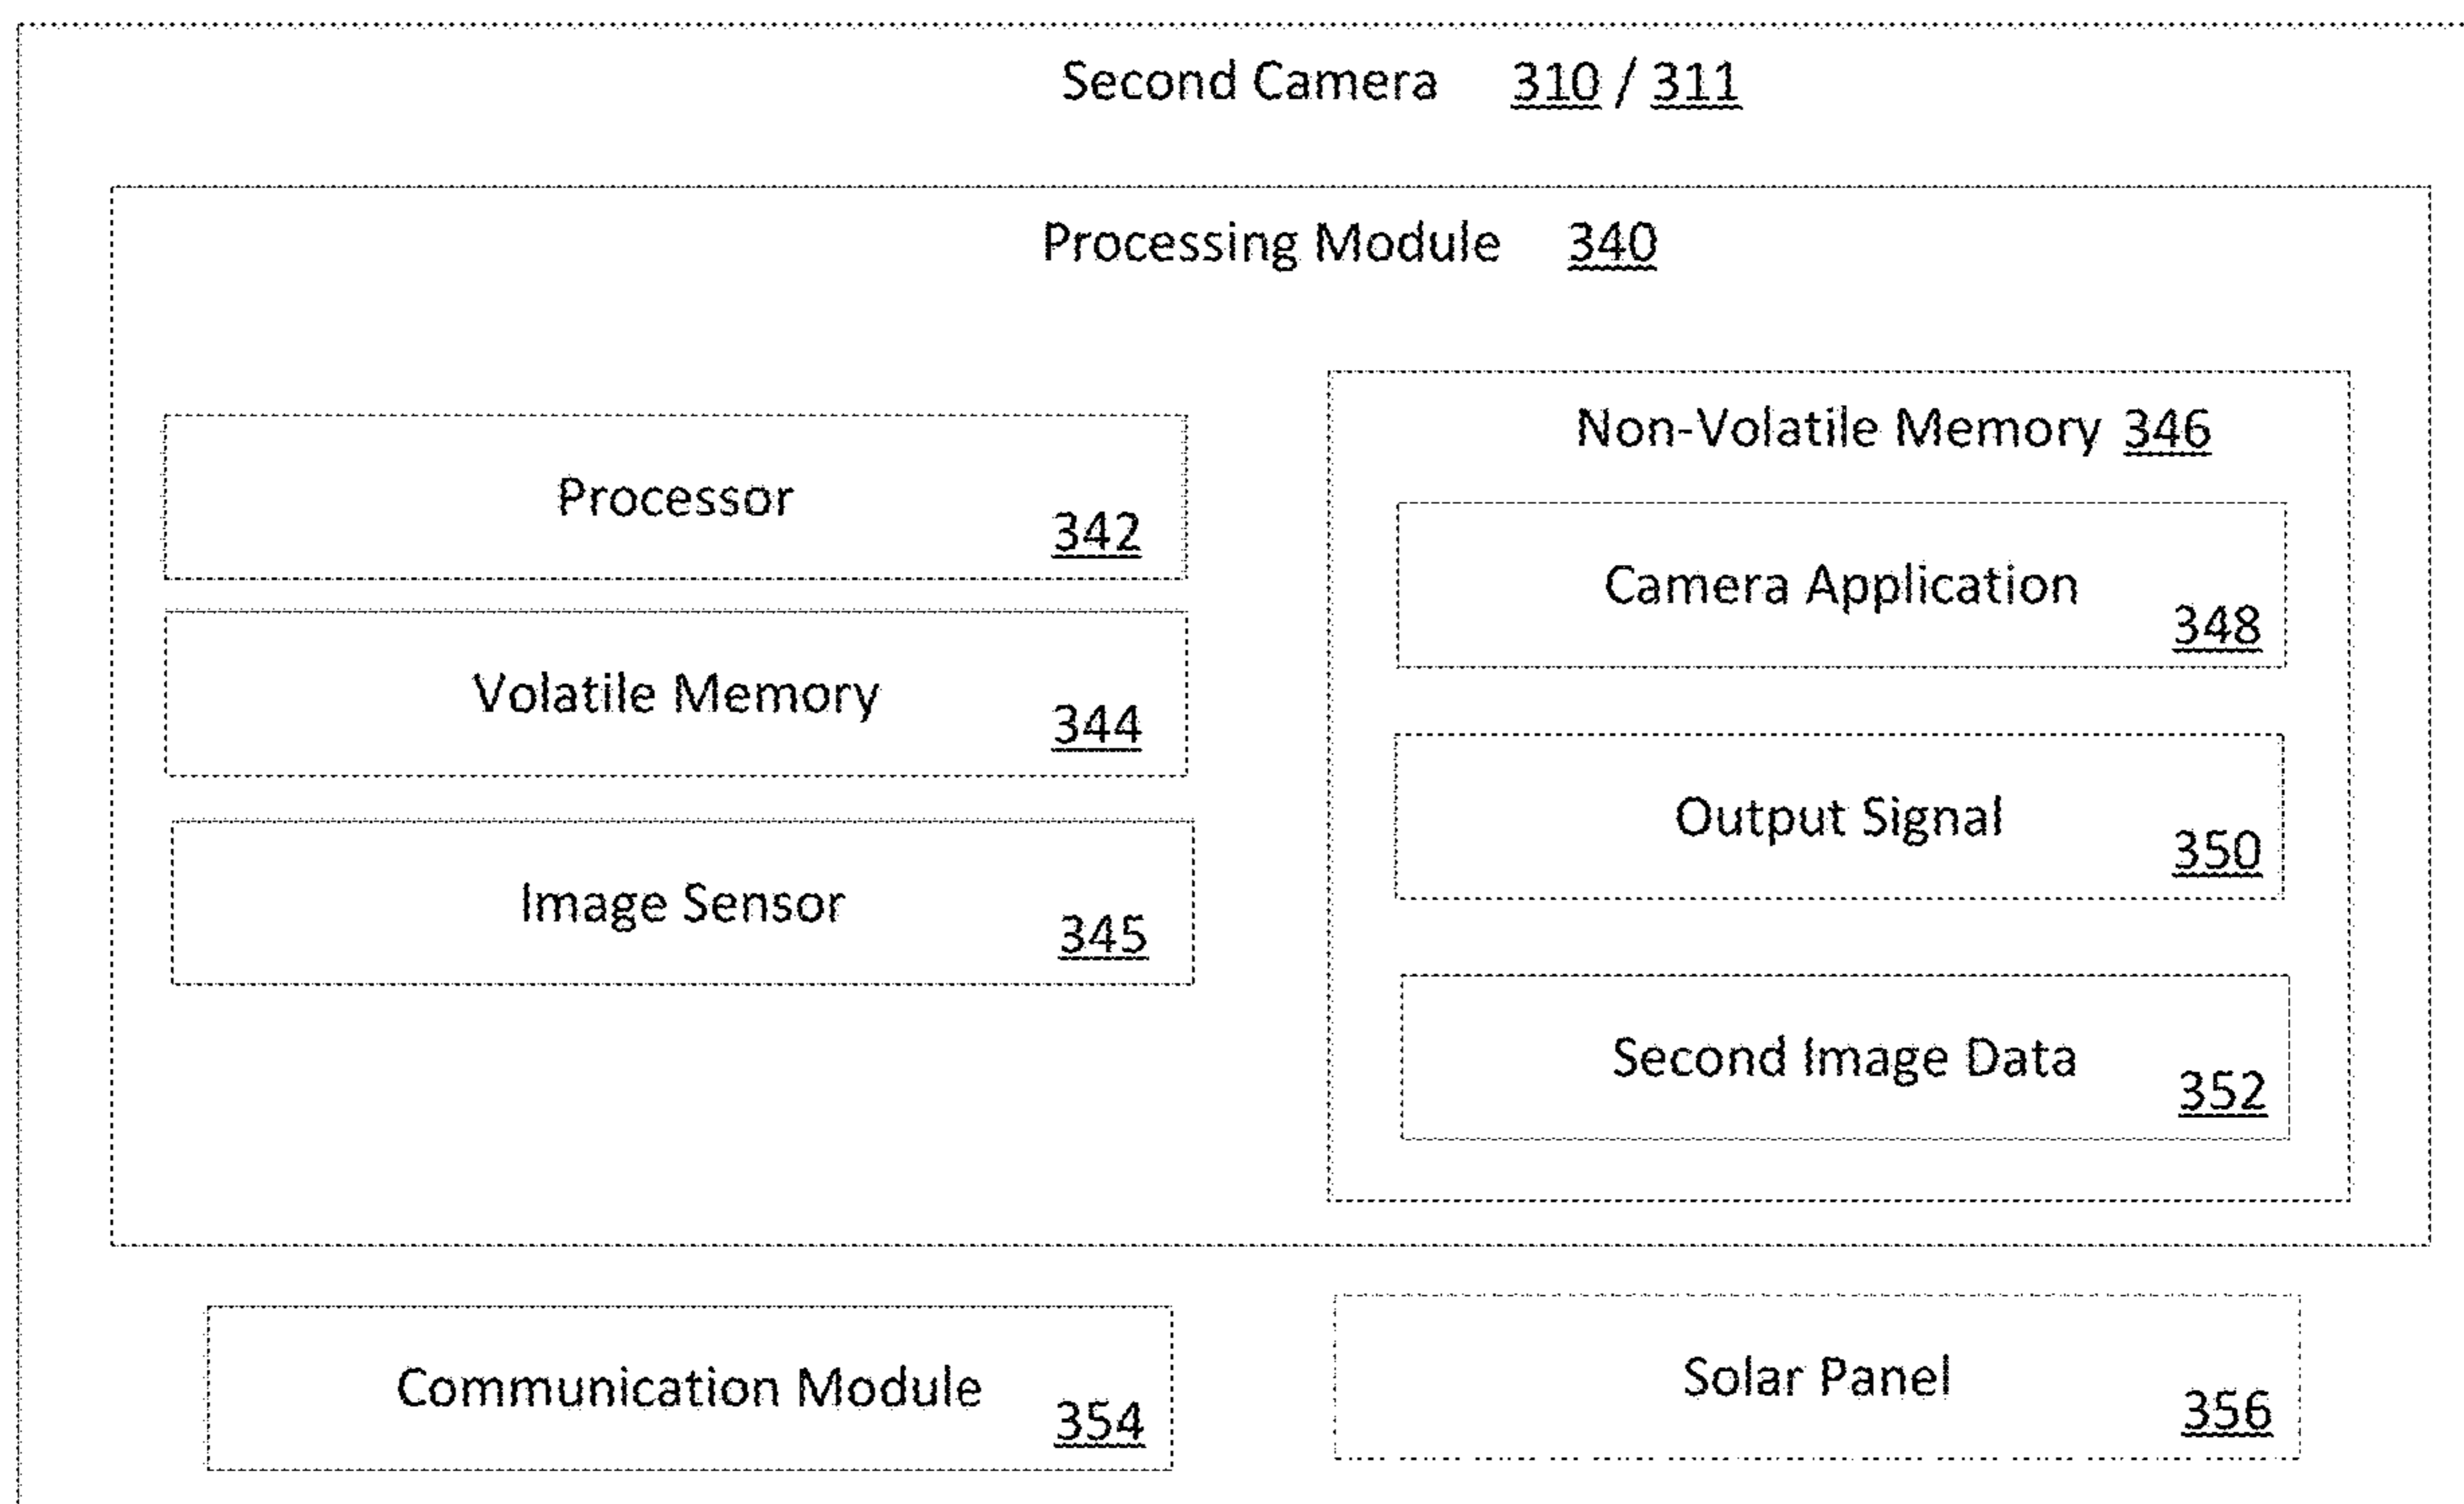 Second Camera 310 / 311
Processing Module 340
Processor
342
Volatile Memory
344
Image Sensor
345
Non-Volatile Memory 346
Camera Application
348
Output Signal
350
Second Image Data
352
Communication Module
354
Solar Panel
356